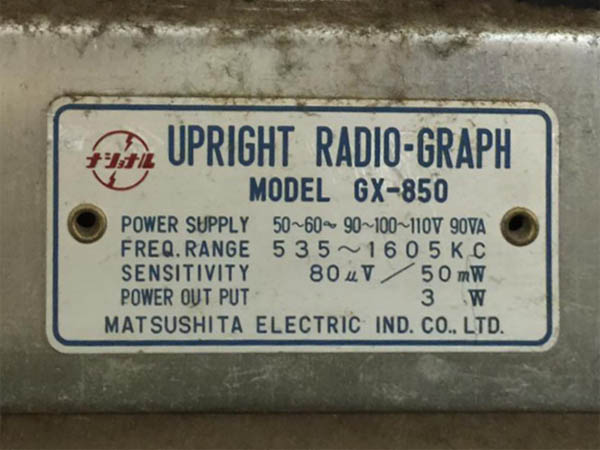 ナショナル
UPRIGHT RADIO-GRAPH
MODEL GX-850
POWER SUPPLY 50~60~ 90~100~110V 90VA
FREQ. RANGE 535~1605KC
SENSITIVITY 80μV/50mW
POWER OUT PUT 3 W
MATSUSHITA ELECTRIC IND. CO., LTD.